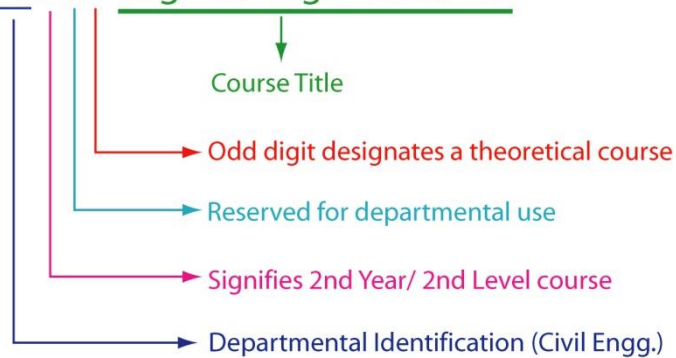 Course Title
Odd digit designates a theoretical course
Reserved for departmental use
Signifies 2nd Year/ 2nd Level course
Departmental Identification (Civil Engg.)